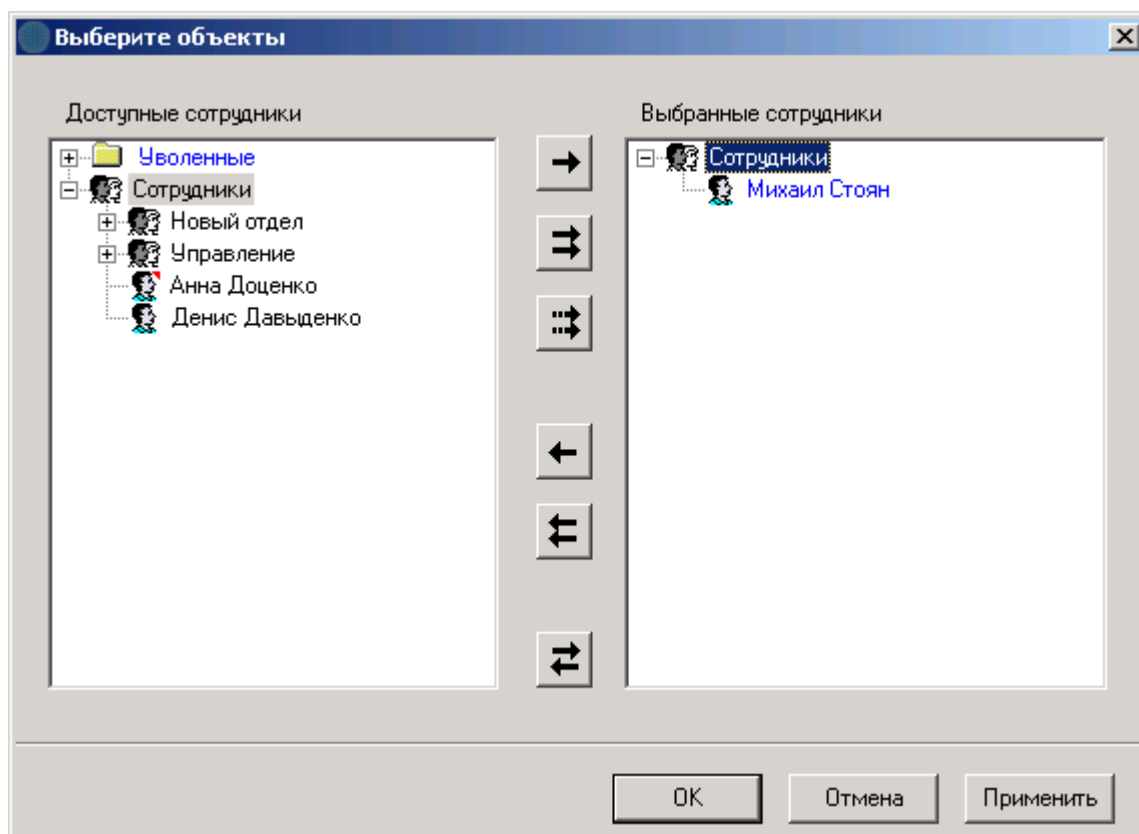 Выберите объекты
Доступные сотрудники
Уволенные
Сотрудники
Новый отдел
Управление
Анна Доценко
Денис Давыденко
Выбранные сотрудники
Сотрудники
Михаил Стоян
OK
Отмена
Применить